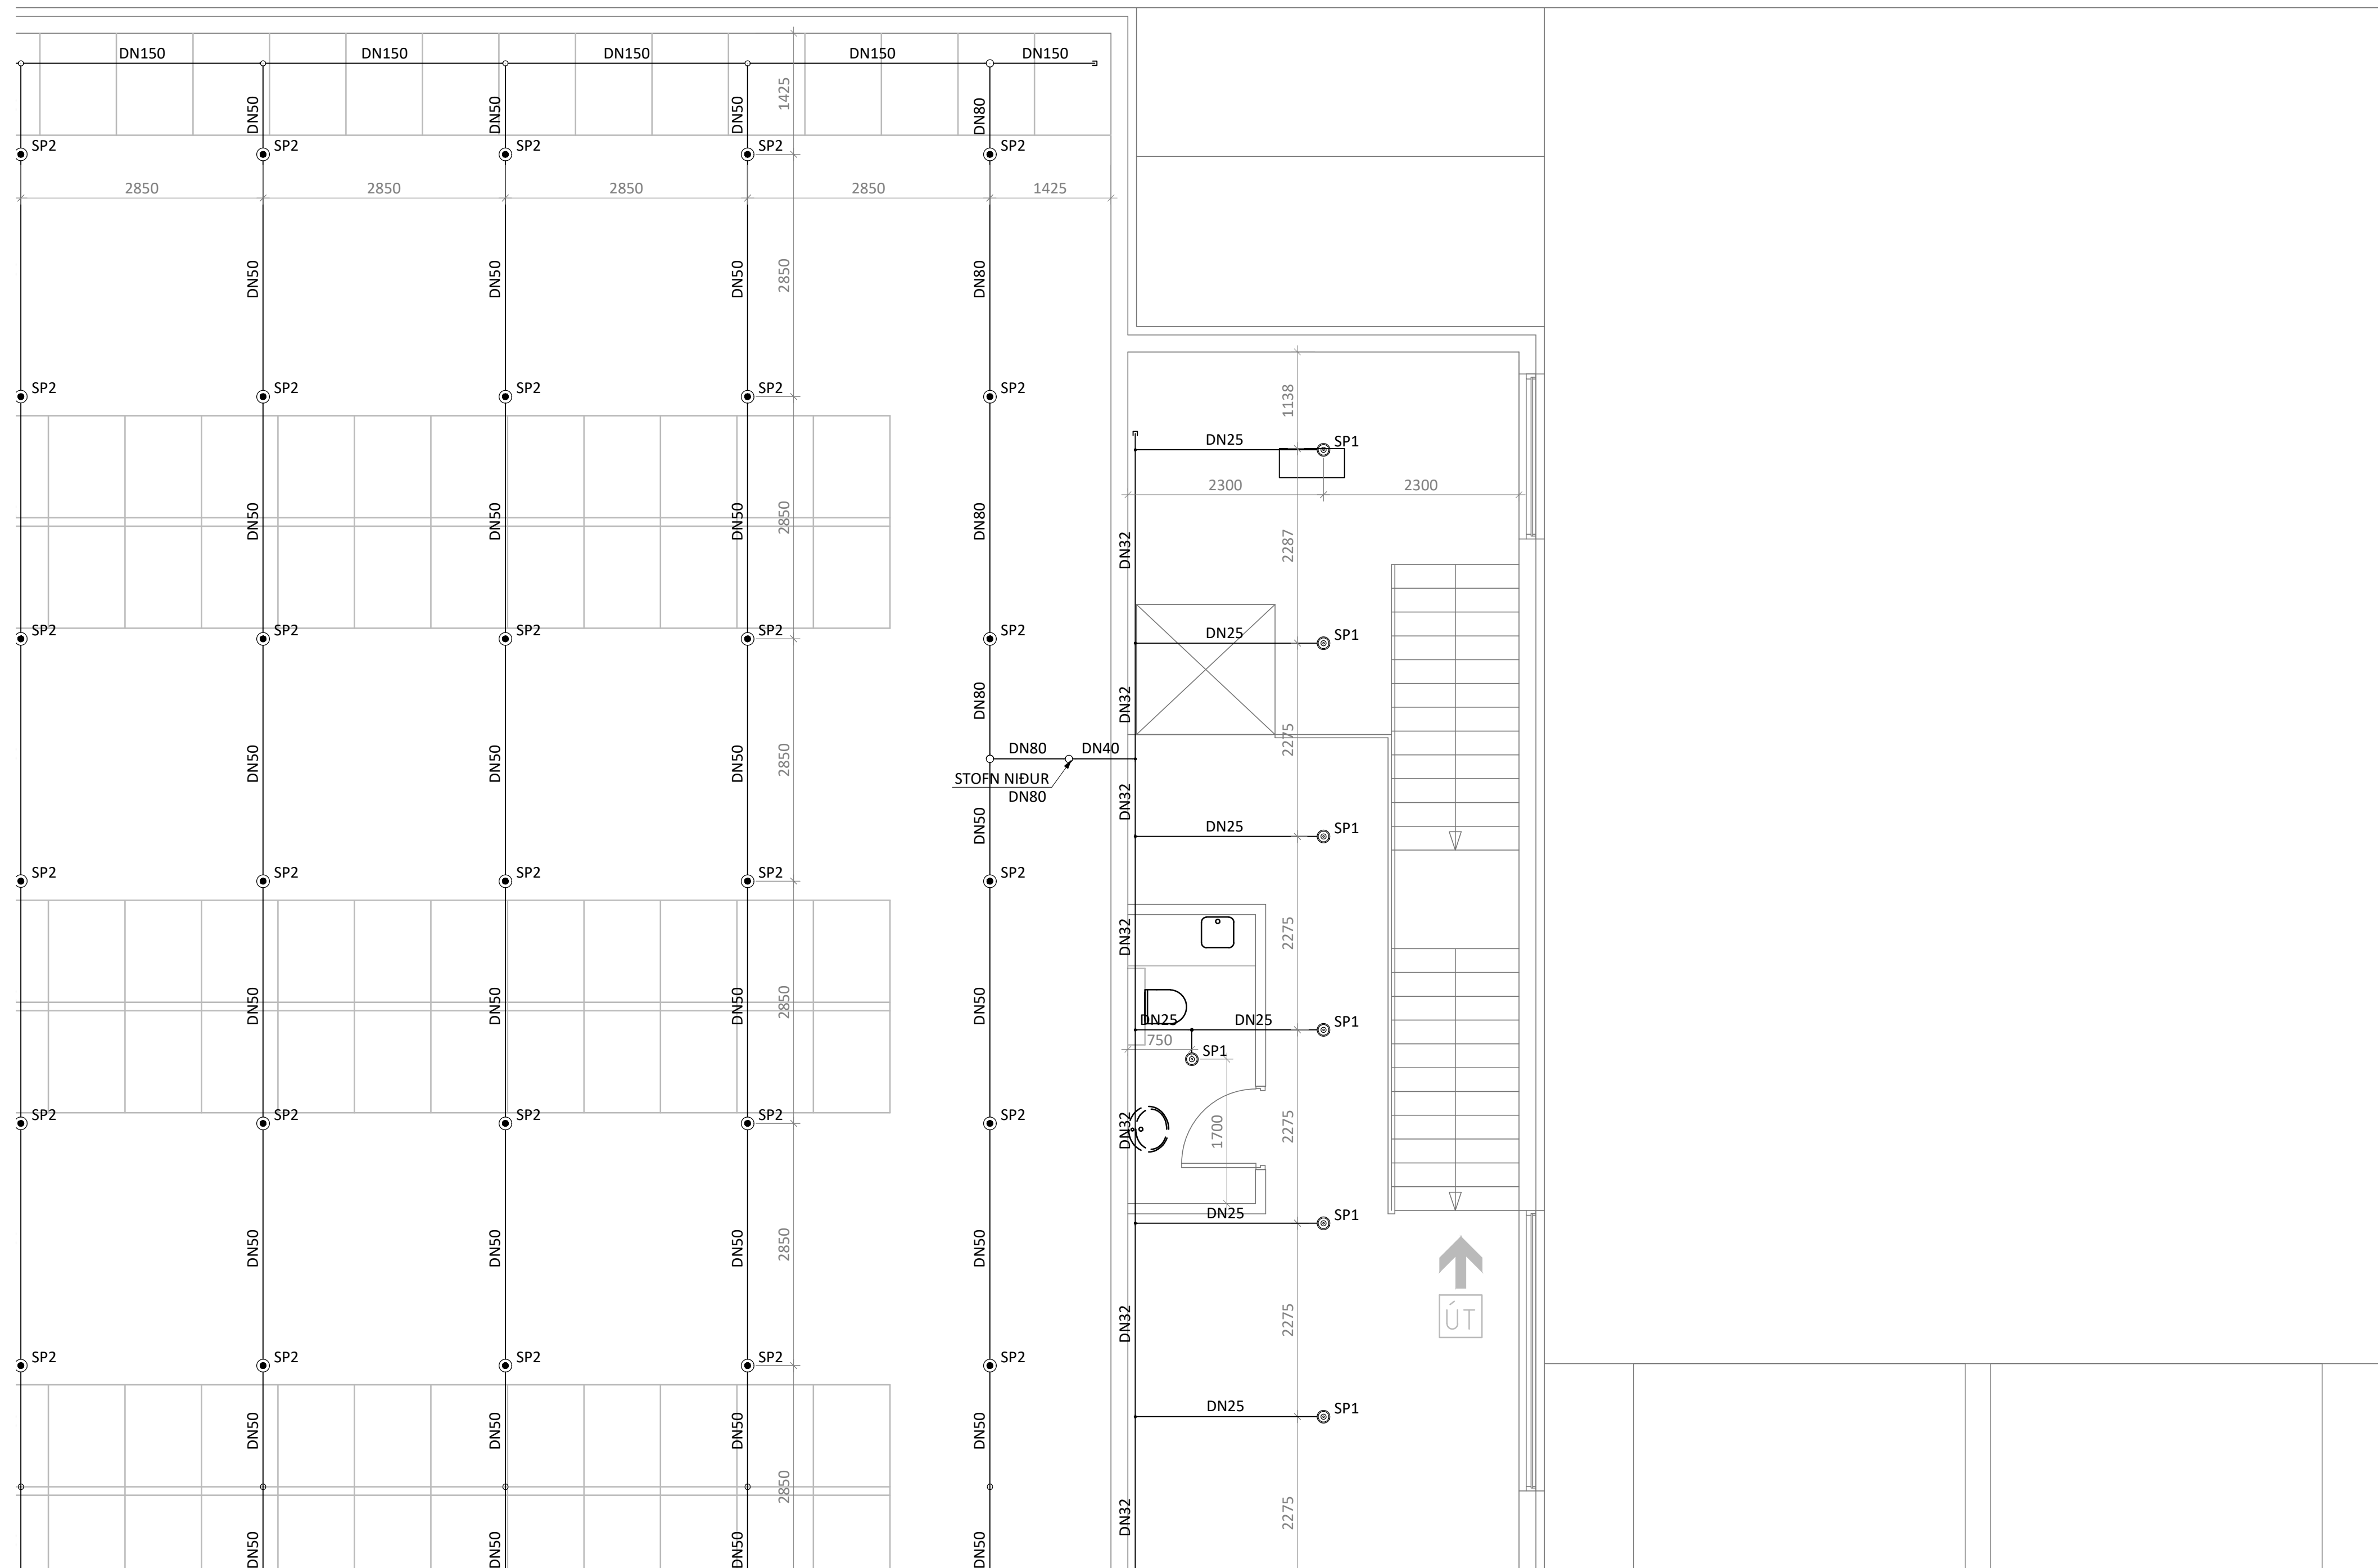 DN150 DN150 DN150 DN150 DN150
1425
DN50 DN50 DN50 DN80
SP2 SP2 SP2 SP2 SP2
2850 2850 2850 2850 1425
DN50 DN50 DN50 2850 DN80
SP2 SP2 SP2 SP2 SP2
1138
DN25 SP1
2300 2300
DN50 DN50 DN50 2850 DN80 DN32 2287
SP2 SP2 SP2 SP2 SP2 DN25 SP1
DN80 DN32
2275
DN50 DN50 DN50 2850 DN80 DN40
STOFN NIÐUR
DN80
DN32
DN50 DN25 SP1
SP2 SP2 SP2 SP2 SP2
DN32 2275
DN50 DN50 DN50 2850 DN50
DN25 DN25 SP1
750
SP1
SP2 SP2 SP2 SP2 SP2
DN32 1700 2275
DN25 SP1
DN50 DN50 DN50 2850 DN50
ÚT
DN32 2275
SP2 SP2 SP2 SP2 SP2
DN25 SP1
DN50 DN50 DN50 DN50
2850
DN32 2275
DN50 DN50 DN50 DN50